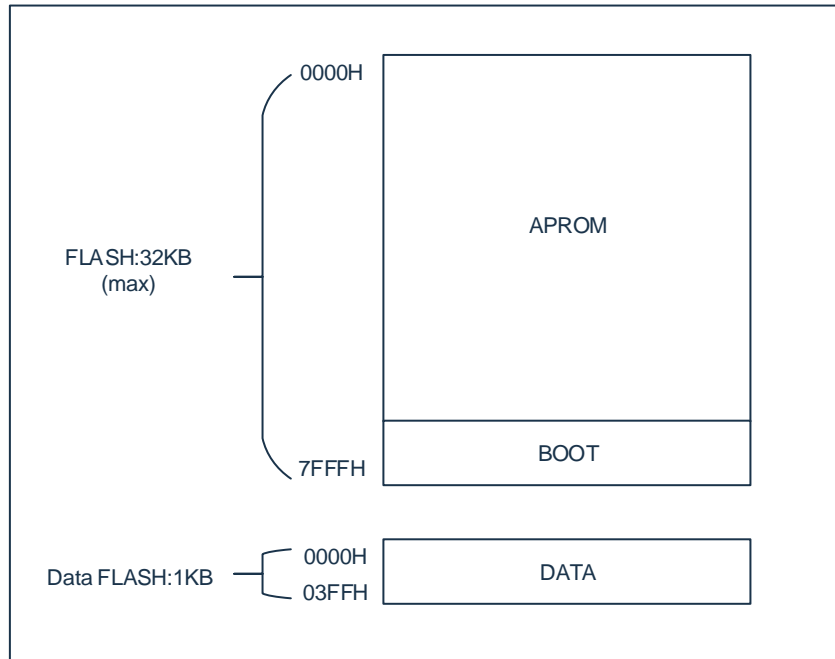 0000H
APROM
FLASH:32KB
(max)
BOOT
7FFFH
0000H
Data FLASH:1KB
DATA
03FFH